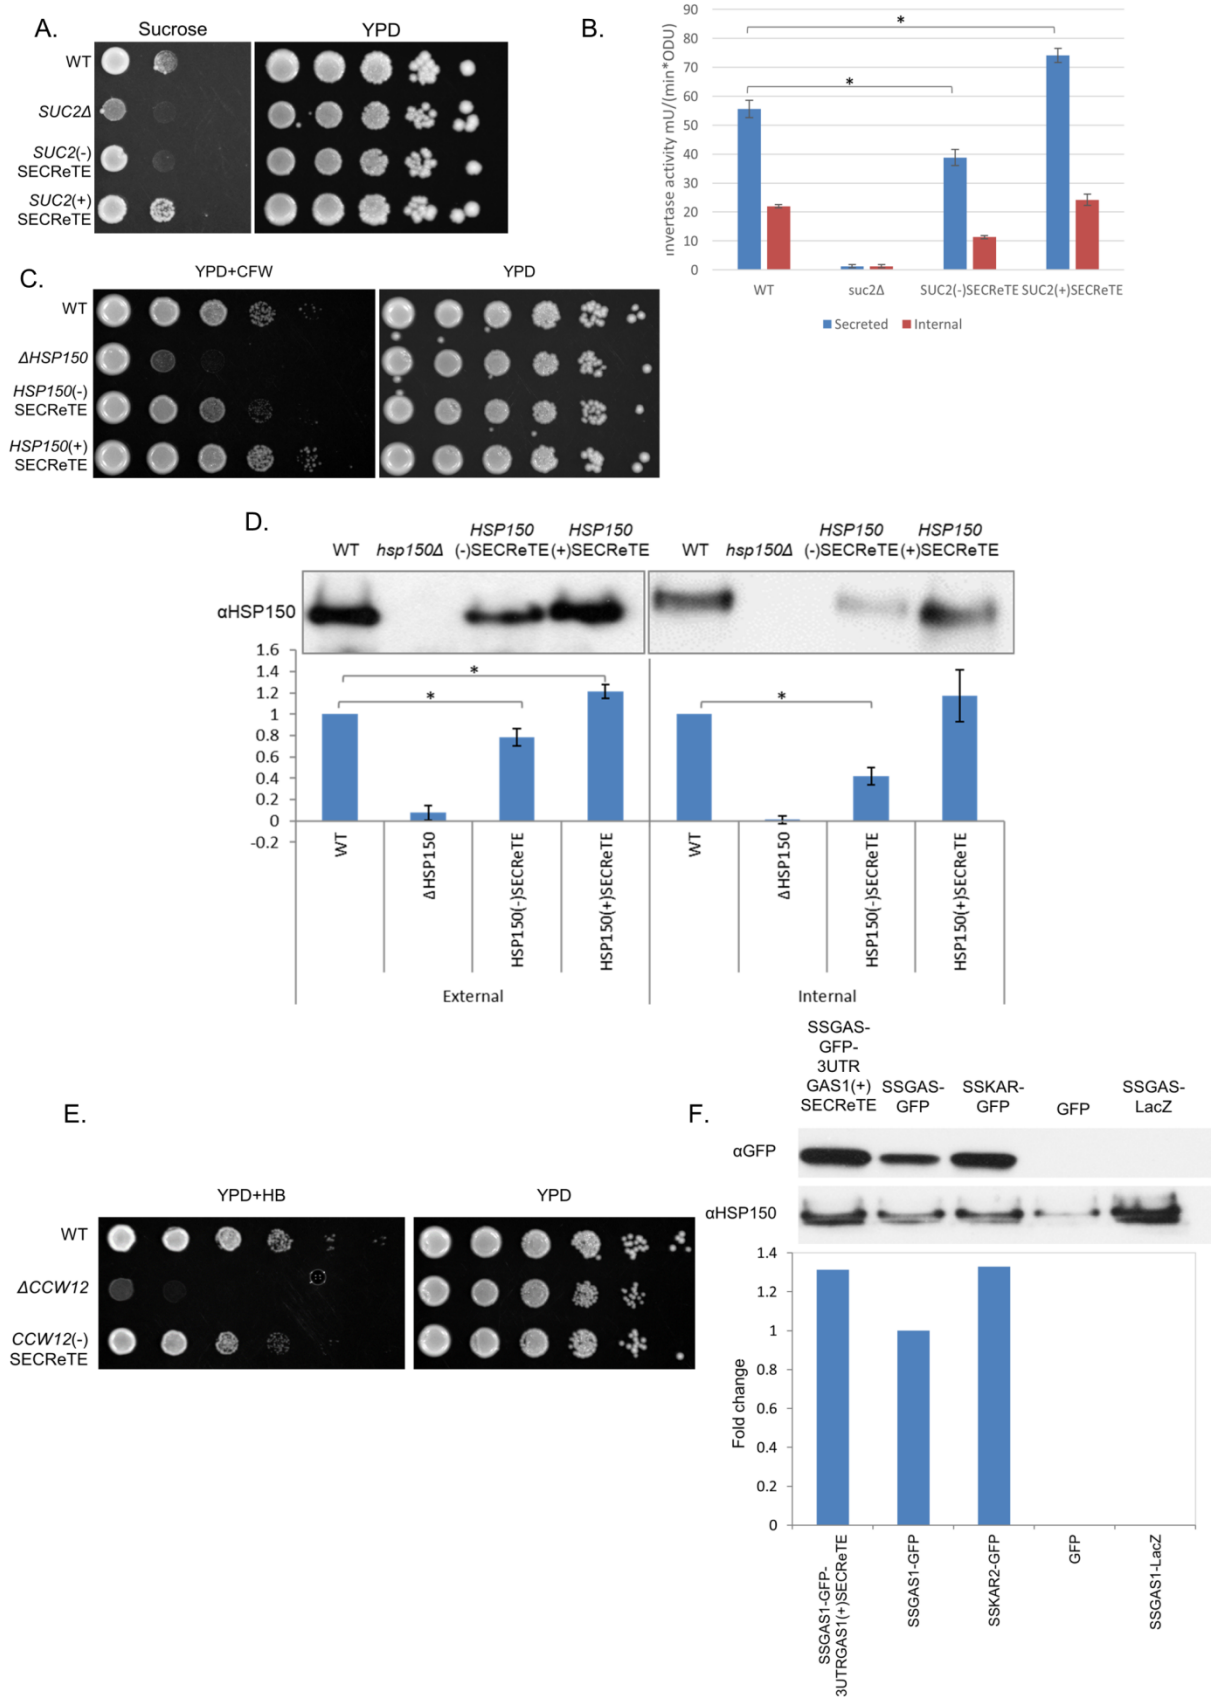 A.
Sucrose
YPD
WT
SUC2Δ
SUC2(-)
SECReTE
SUC2(+)
SECReTE
B.
Invertase activity mU/(min*ODU)
90
80
70
60
50
40
30
20
10
0
*
*
WT
suc2Δ
SUC2(-)SECReTE
SUC2(+)SECReTE
Secreted
Internal
C.
YPD+CFW
YPD
WT
ΔHSP150
HSP150(-)
SECReTE
HSP150(+)
SECReTE
D.
WT
hsp150Δ
HSP150
(-)SECReTE
HSP150
(+)SECReTE
WT
hsp150Δ
HSP150
(-)SECReTE
HSP150
(+)SECReTE
αHSP150
1.6
1.4
1.2
1
0.8
0.6
0.4
0.2
0
-0.2
*
*
*
WT
ΔHSP150
HSP150(-)SECReTE
HSP150(+)SECReTE
WT
ΔHSP150
HSP150(-)SECReTE
HSP150(+)SECReTE
External
Internal
E.
YPD+HB
YPD
WT
ΔCCW12
CCW12(-)
SECReTE
F.
SSGAS-
GFP-
3UTR
GAS1(+)
SECReTE
SSGAS-
GFP
SSKAR-
GFP
GFP
SSGAS-
LacZ
αGFP
αHSP150
Fold change
1.4
1.2
1
0.8
0.6
0.4
0.2
0
SSGAS1-GFP-
3UTRGAS1(+)SECReTE
SSGAS1-GFP
SSKAR2-GFP
GFP
SSGAS1-LacZ